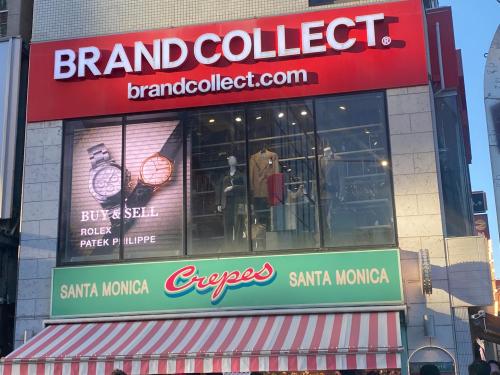 BRAND COLLECT®
brandcollect.com
BUY & SELL
ROLEX
PATEK PHILIPPE
SANTA MONICA Crepes SANTA MONICA